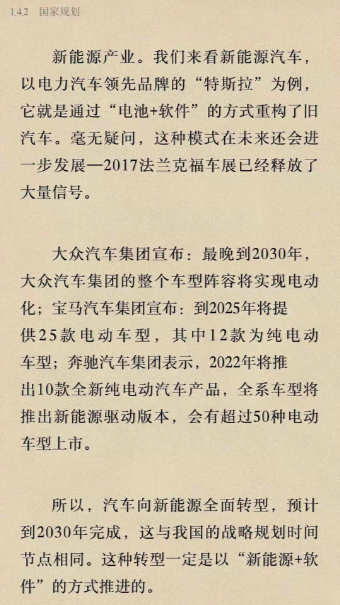 1.4.2 国家规划
新能源产业。我们来看新能源汽车，
以电力汽车领先品牌的“特斯拉”为例，
它就是通过“电池+软件”的方式重构了旧
汽车。毫无疑问，这种模式在未来还会进
一步发展—2017法兰克福车展已经释放了
大量信号。
大众汽车集团宣布：最晚到2030年，
大众汽车集团的整个车型阵容将实现电动
化；宝马汽车集团宣布：到2025年将提
供25款电动车型，其中12款为纯电动
车型；奔驰汽车集团表示，2022年将推
出10款全新纯电动汽车产品，全系车型将
推出新能源驱动版本，会有超过50种电动
车型上市。
所以，汽车向新能源全面转型，预计
到2030年完成，这与我国的战略规划时间
节点相同。这种转型一定是以“新能源+软
件”的方式推进的。